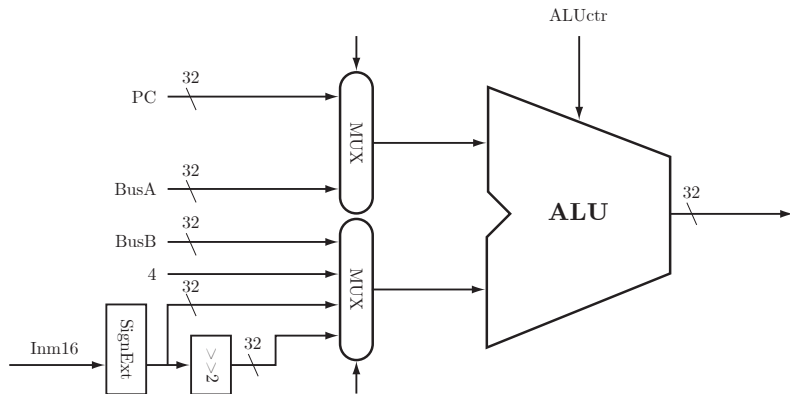 ALUctr
32
PC
MUX
32
BusA
ALU
32
32
BusB
4
MUX
32
Inm16
SignExt
>>2
32